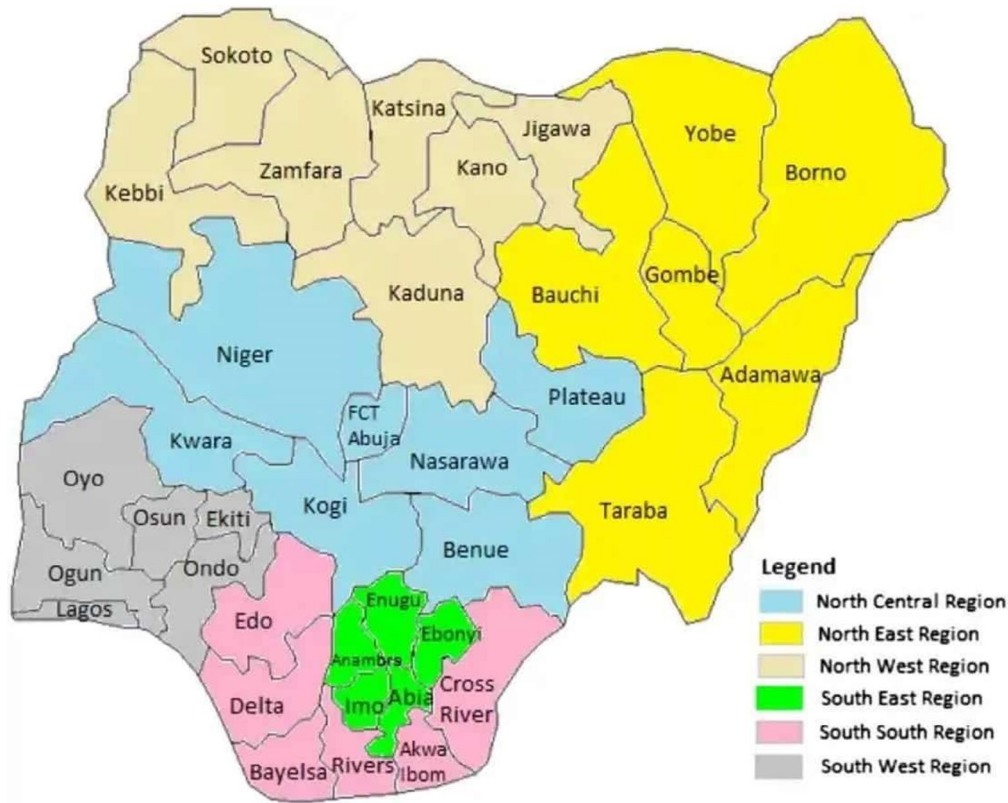 Sokoto
Katsina
Jigawa
Yobe
Borno
Kano
Zamfara
Kebbi
Gombe
Kaduna
Bauchi
Niger
Adamawa
Plateau
FCT
Abuja
Kwara
Nasarawa
Oyo
Kogi
Taraba
Osun
Ekiti
Benue
Ogun
Ondo
Lagos
Enugu
Edo
Ebonyi
Anambra
Cross
River
Abia
Imo
Delta
Akwa
Ibom
Rivers
Bayelsa
Legend
North Central Region
North East Region
North West Region
South East Region
South South Region
South West Region